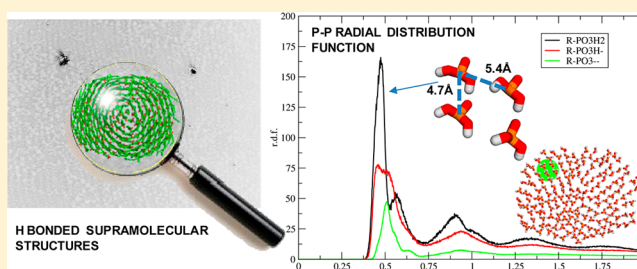 H BONDED SUPRAMOLECULAR
STRUCTURES
P-P RADIAL DISTRIBUTION
FUNCTION
R-PO3H2
R-PO3H-
R-PO3--
4.7Å
5.4Å
r.d.f.
200
175
150
125
100
75
50
25
0
0
0.25
0.5
0.75
1
1.25
1.5
1.75